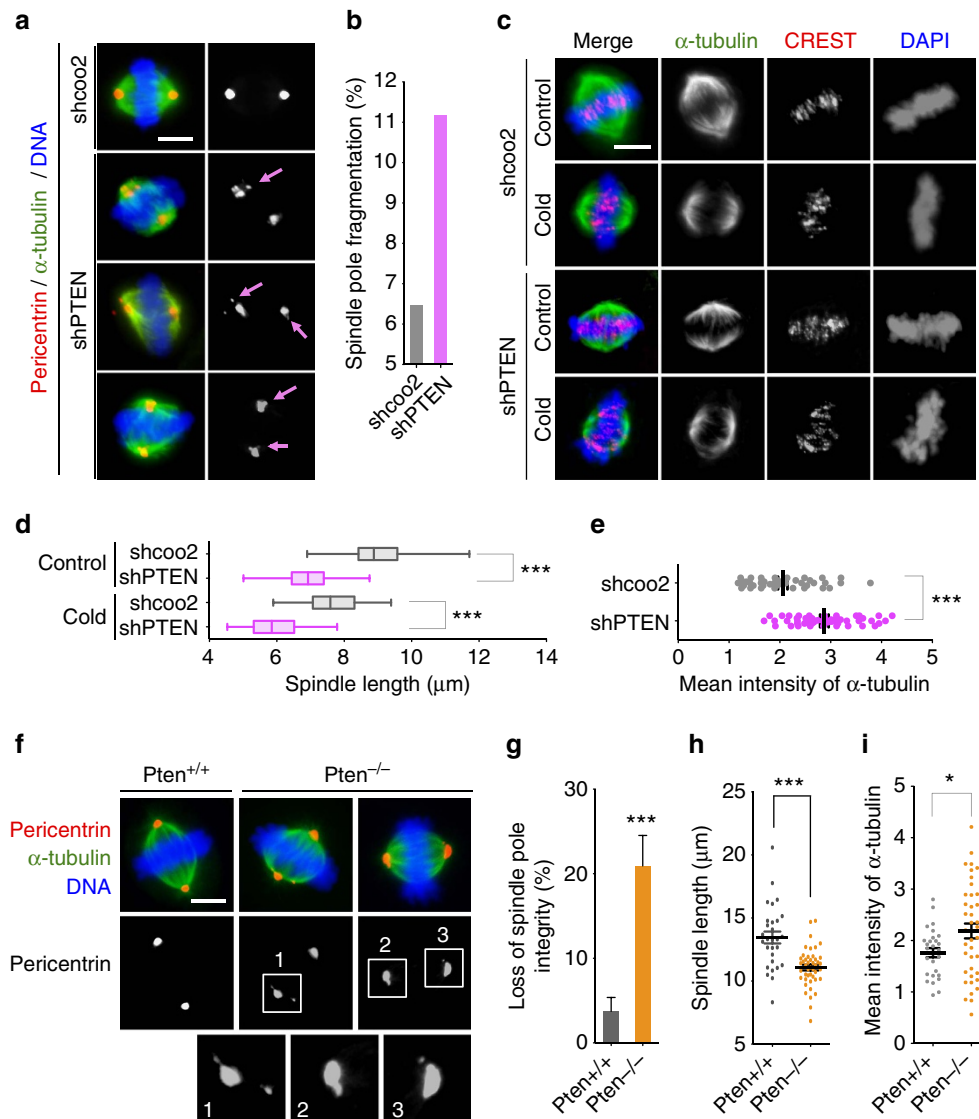 a
Pericentrin / α-tubulin / DNA
shcoo2
shPTEN
b
Spindle pole fragmentation (%)
12
11
10
9
8
7
6
5
shcoo2
shPTEN
c
Merge
α-tubulin
CREST
DAPI
shcoo2
Control
Cold
shPTEN
Control
Cold
d
Control
shcoo2
shPTEN
***
Cold
shcoo2
shPTEN
***
4 6 8 10 12 14
Spindle length (μm)
e
shcoo2
shPTEN
***
0 1 2 3 4 5
Mean intensity of α-tubulin
f
Pten+/+
Pten–/–
Pericentrin
α-tubulin
DNA
Pericentrin
1
2
3
1
2
3
g
Loss of spindle pole
integrity (%)
30
20
10
0
***
Pten+/+
Pten–/–
h
Spindle length (μm)
25
20
15
10
5
***
Pten+/+
Pten–/–
i
Mean intensity of α-tubulin
5
4
3
2
1
0
*
Pten+/+
Pten–/–